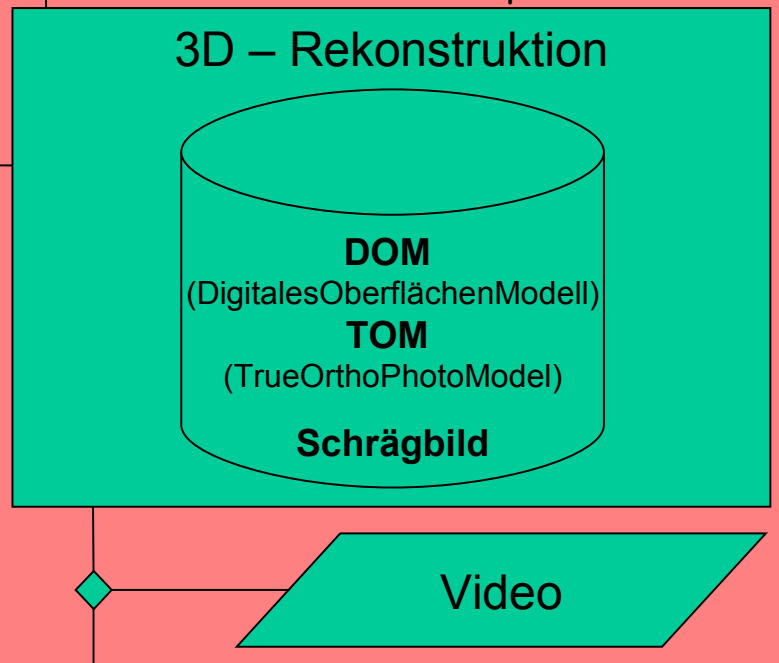 3D – Rekonstruktion
DOM
(DigitalesOberflächenModell)
TOM
(TrueOrthoPhotoModel)
Schrägbild
Video